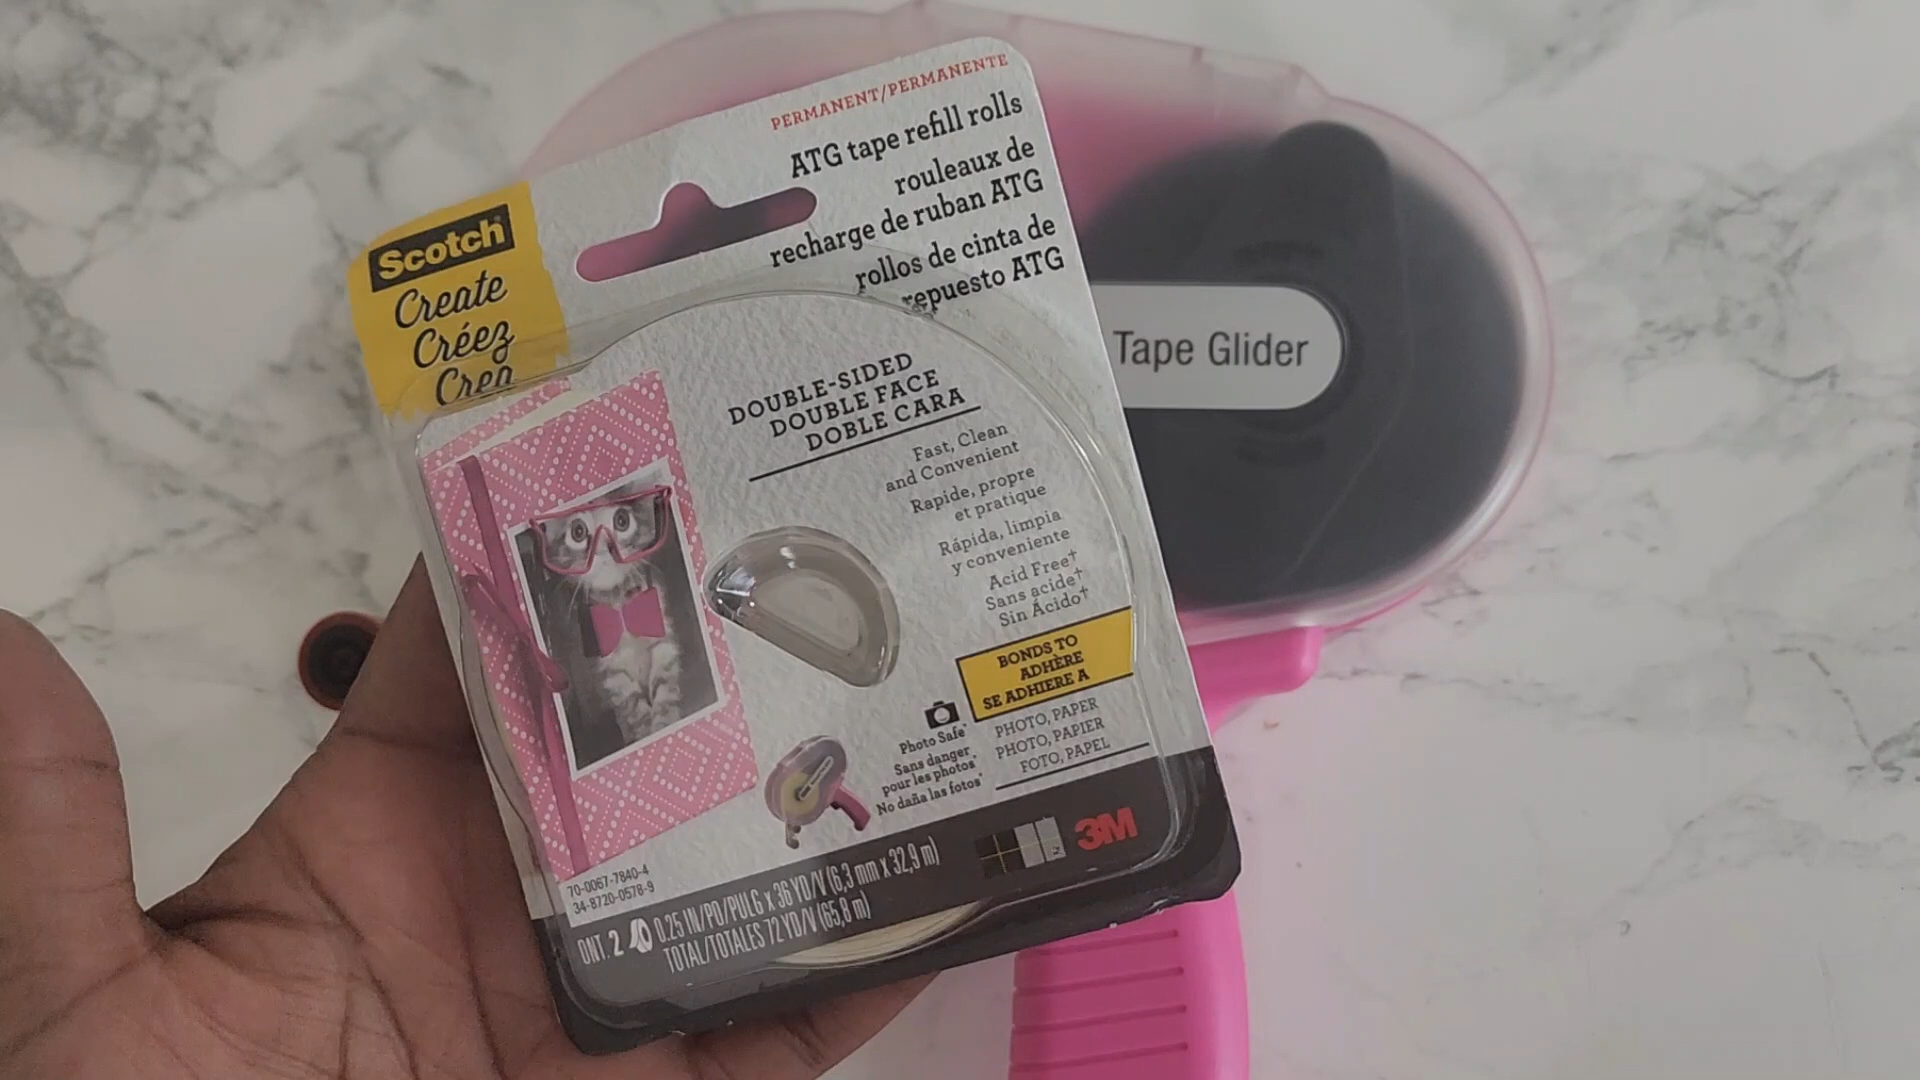 PERMANENT/PERMANENTE
ATG tape refill rolls
rouleaux de
recharge de ruban ATG
rollos de cinta de
repuesto ATG
Scotch
Create
Créez
Crea
Tape Glider
DOUBLE-SIDED
DOUBLE FACE
DOBLE CARA
Fast, Clean
and Convenient
Rapide, propre
et pratique
Rápida, limpia
y conveniente
Acid Free†
Sans acide†
Sin Ácido†
BONDS TO
ADHÈRE
SE ADHIERE A
PHOTO, PAPER
PHOTO, PAPIER
FOTO, PAPEL
Photo Safe*
Sans danger
pour les photos*
No daña las fotos*
3M
70-0067-7840-4
34-8720-0578-9
CONT. 2 0.25 IN/PO/PULG x 36 YD/V (6,3 mm x 32,9 m)
TOTAL/TOTALES 72 YD/V (65,8 m)